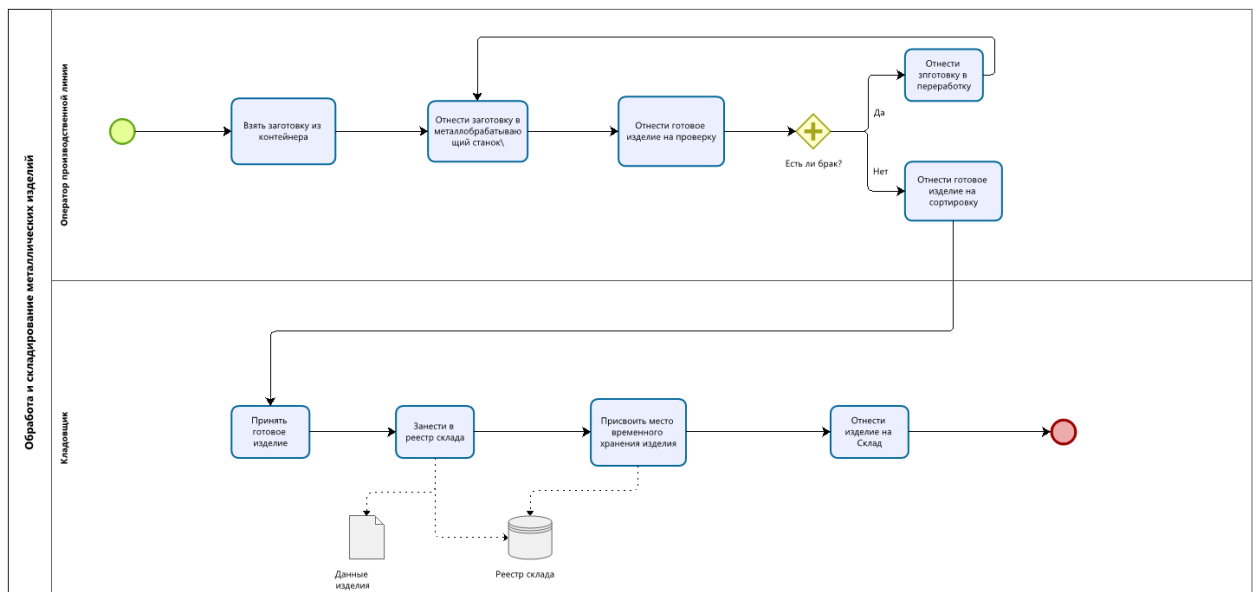 Обработа и складирование металлических изделий
Оператор производственной линии
Взять заготовку из
контейнера
Отнести заготовку в
металлобрабатываю
щий станок\
Отнести готовое
изделие на проверку
Есть ли брак?
Да
Отнести
зпготовку в
переработку
Нет
Отнести готовое
изделие на
сортировку
Кладовщик
Принять
готовое
изделие
Занести в
реестр склада
Присвоить место
временного
хранения изделия
Отнести
изделие на
Склад
Данные
изделия
Реестр склада